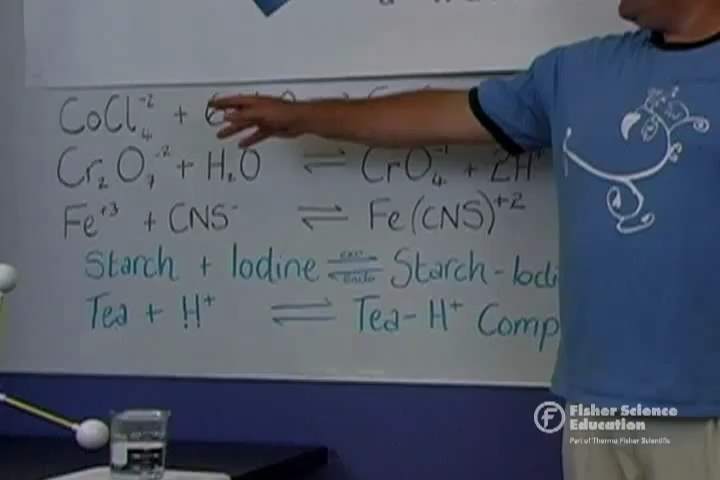 CoCl₄⁻² +
Cr₂O₇⁻² + H₂O ⇌ CrO₄⁻ + 2H⁺
Fe⁺³ + CNS⁻ ⇌ Fe(CNS)⁺²
Starch + Iodine ⇌ Starch - Iodi
Tea + H⁺ ⇌ Tea - H⁺ Comp
Fisher Science
Education
Part of Thermo Fisher Scientific